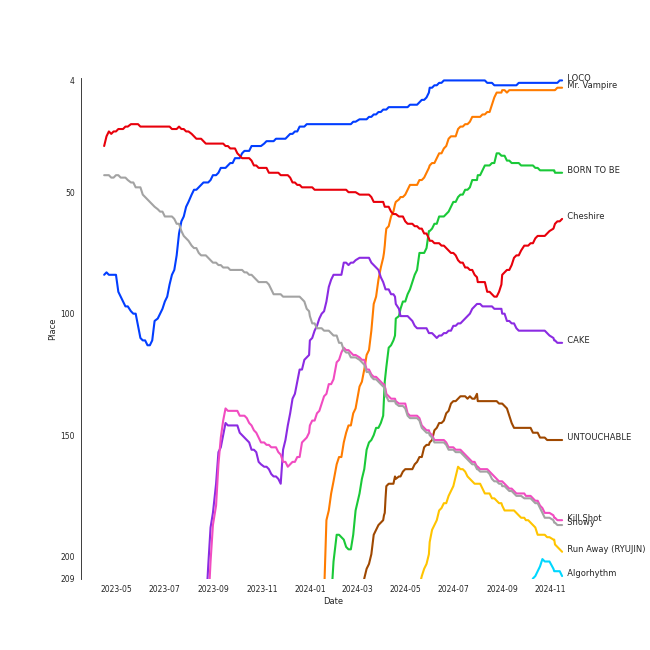 4
LOCO
Mr. Vampire
BORN TO BE
50
Cheshire
100
Place
CAKE
150
UNTOUCHABLE
Kill Shot
Snowy
200
Run Away (RYUJIN)
Algorhythm
209
2023-05 2023-07 2023-09 2023-11 2024-01 2024-03 2024-05 2024-07 2024-09 2024-11
Date